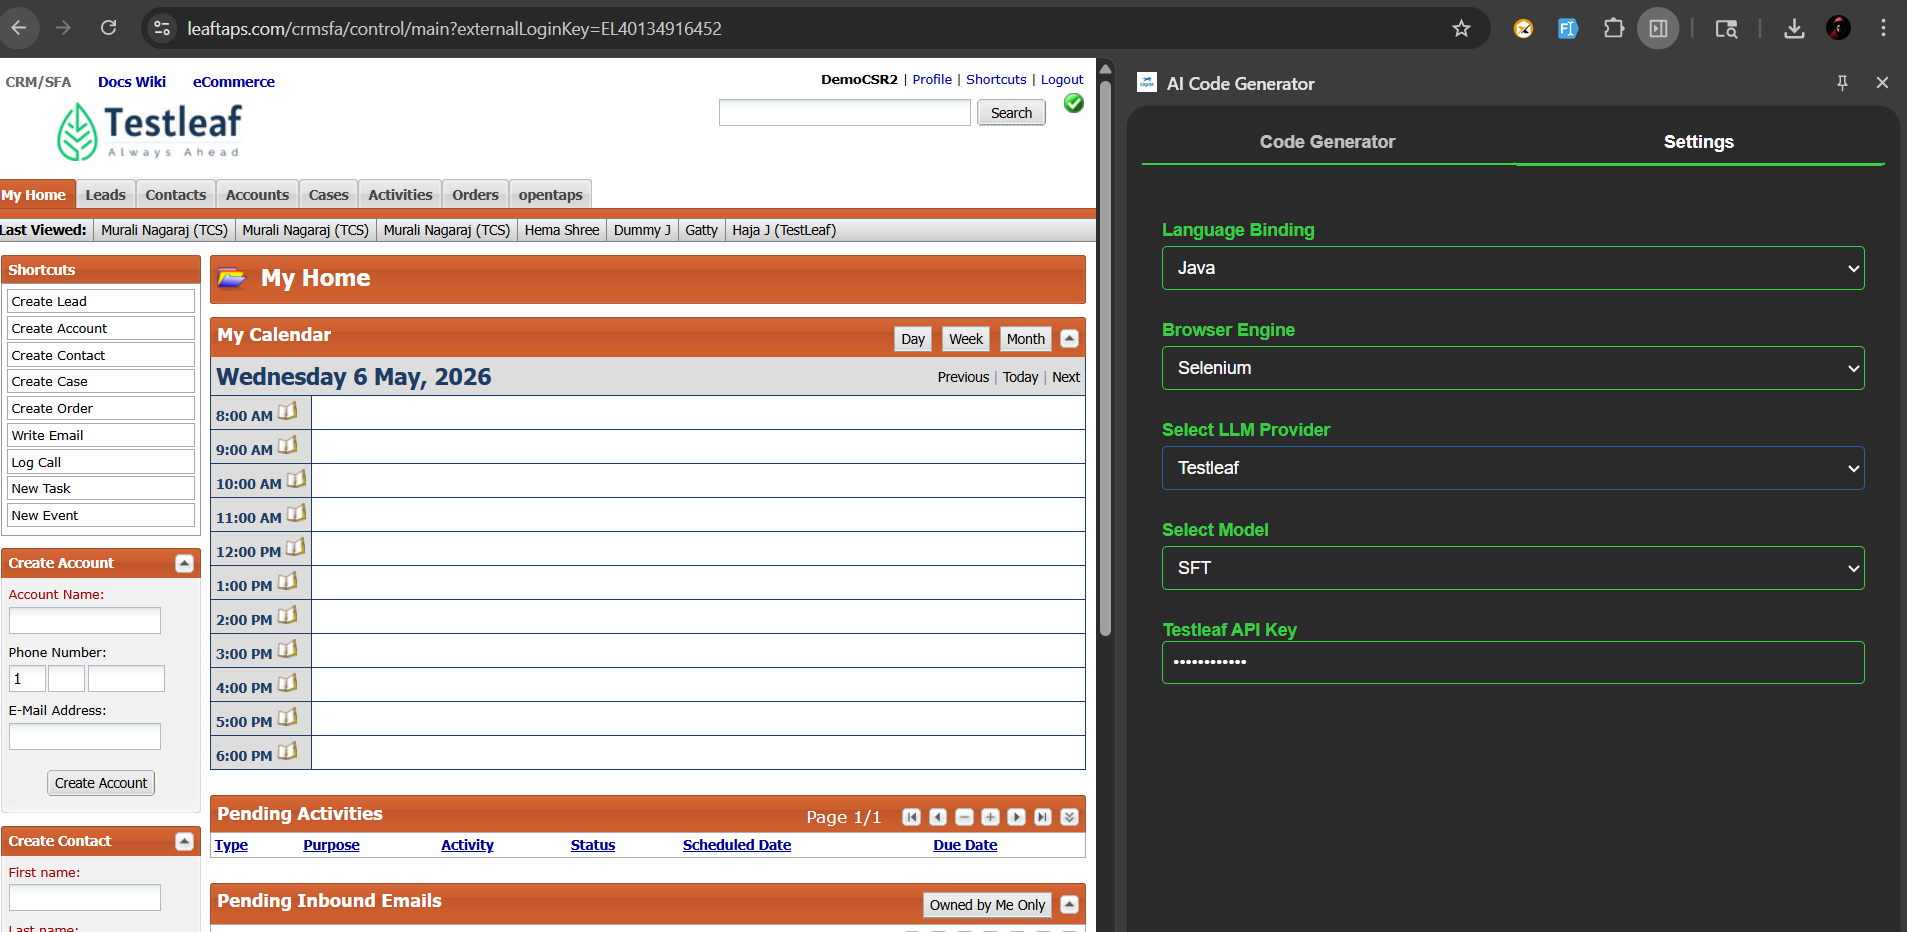 leaftaps.com/crmsfa/control/main?externalLoginKey=EL40134916452
CRM/SFA Docs Wiki eCommerce
DemoCSR2 | Profile | Shortcuts | Logout
Testleaf
Always Ahead
Search
My Home Leads Contacts Accounts Cases Activities Orders opentaps
Last Viewed: Murali Nagaraj (TCS) Murali Nagaraj (TCS) Murali Nagaraj (TCS) Hema Shree Dummy J Gatty Haja J (TestLeaf)
Shortcuts
Create Lead
Create Account
Create Contact
Create Case
Create Order
Write Email
Log Call
New Task
New Event
Create Account
Account Name:
Phone Number:
1
E-Mail Address:
Create Account
Create Contact
First name:
Last name:
My Home
My Calendar Day Week Month
Wednesday 6 May, 2026 Previous | Today | Next
8:00 AM
9:00 AM
10:00 AM
11:00 AM
12:00 PM
1:00 PM
2:00 PM
3:00 PM
4:00 PM
5:00 PM
6:00 PM
Pending Activities Page 1/1
Type Purpose Activity Status Scheduled Date Due Date
Pending Inbound Emails Owned by Me Only
AI Code Generator
Code Generator Settings
Language Binding
Java
Browser Engine
Selenium
Select LLM Provider
Testleaf
Select Model
SFT
Testleaf API Key
••••••••••••